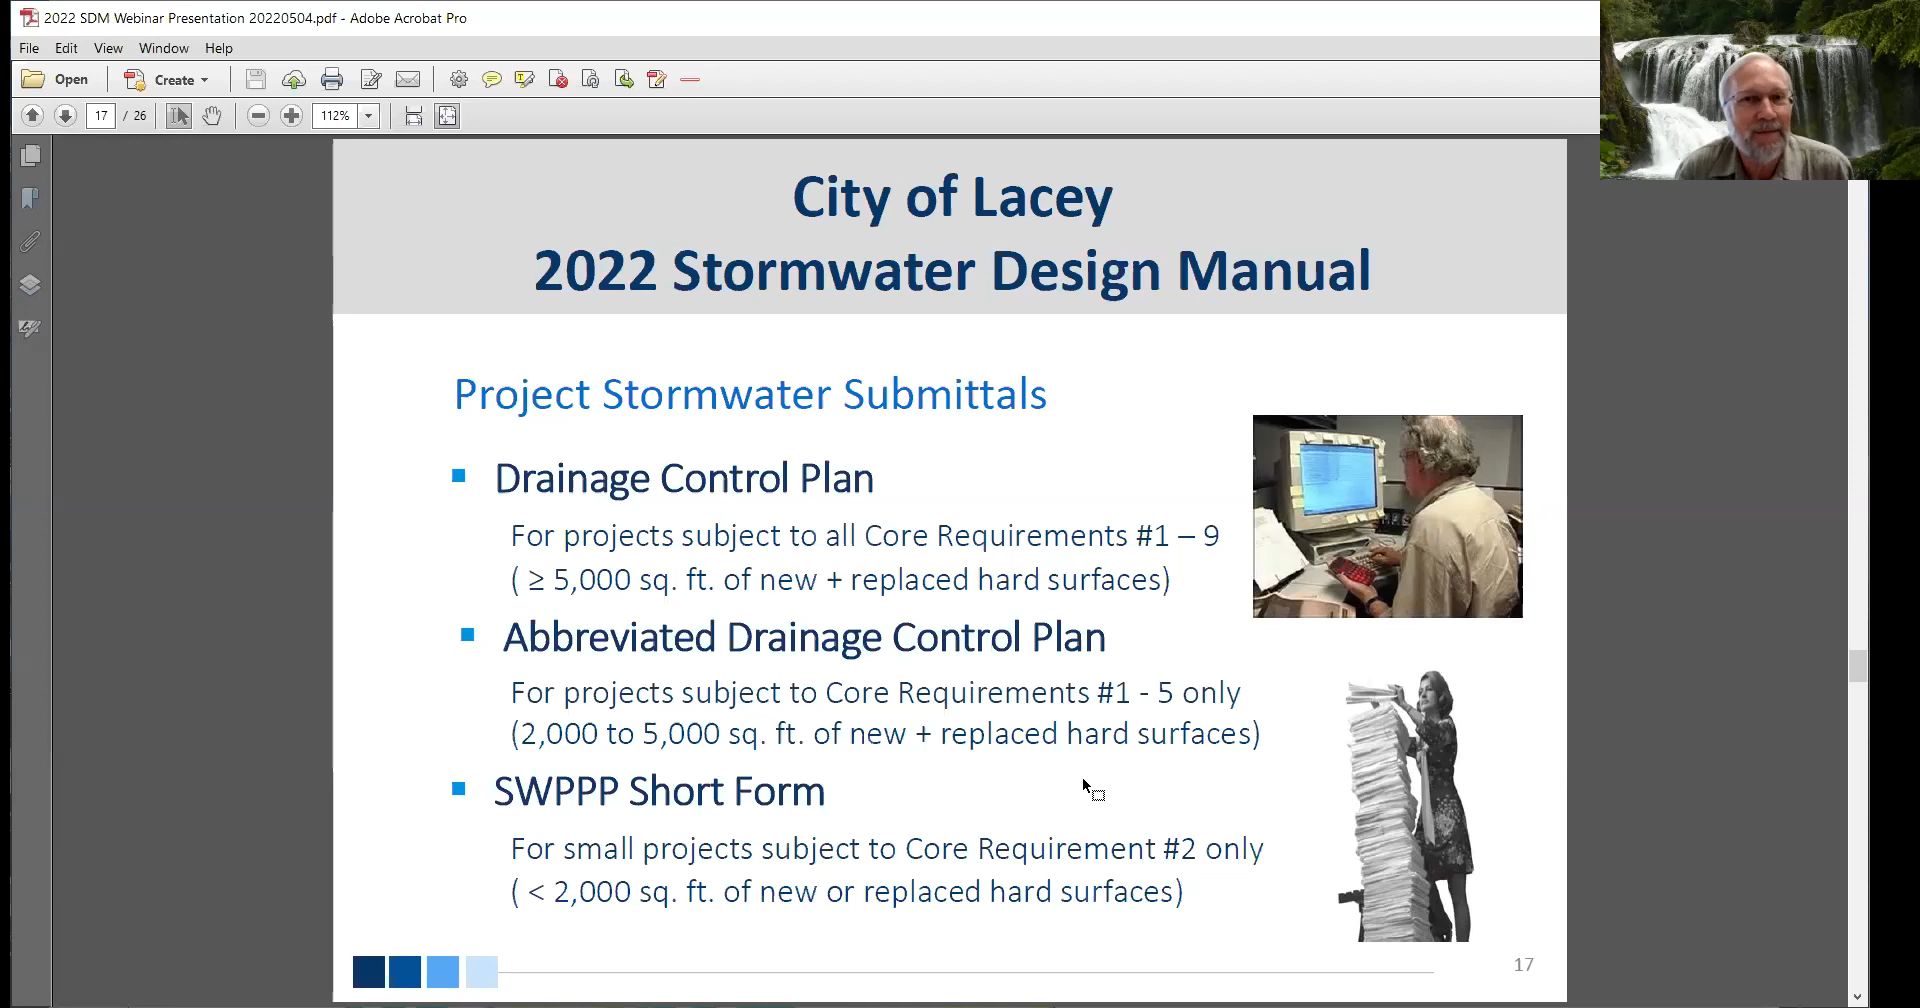 2022 SDM Webinar Presentation 20220504.pdf - Adobe Acrobat Pro
File Edit View Window Help
Open Create
17 / 26 112%
City of Lacey
2022 Stormwater Design Manual
Project Stormwater Submittals
Drainage Control Plan
For projects subject to all Core Requirements #1 – 9
( ≥ 5,000 sq. ft. of new + replaced hard surfaces)
Abbreviated Drainage Control Plan
For projects subject to Core Requirements #1 - 5 only
(2,000 to 5,000 sq. ft. of new + replaced hard surfaces)
SWPPP Short Form
For small projects subject to Core Requirement #2 only
( < 2,000 sq. ft. of new or replaced hard surfaces)
17